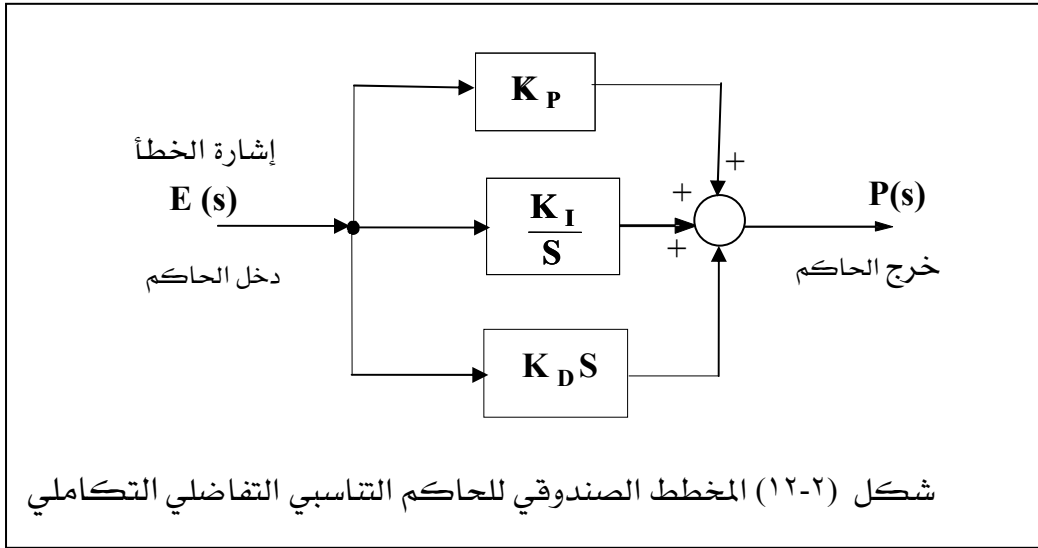 K P
إشارة الخطأ
E (s)
دخل الحاكم
K I
S
K D S
+
+
+
P(s)
خرج الحاكم
شكل (٢-١٢) المخطط الصندوقي للحاكم التناسبي التفاضلي التكاملي